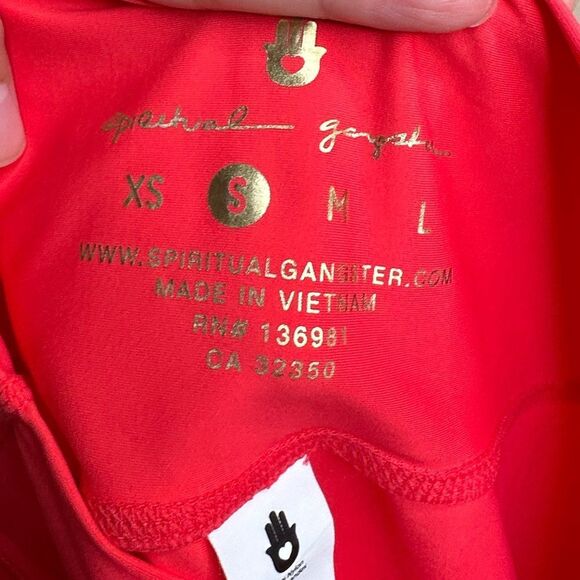 spiritual gangster
XS S M L
WWW.SPIRITUALGANGSTER.COM
MADE IN VIETNAM
RN# 136981
CA 32350